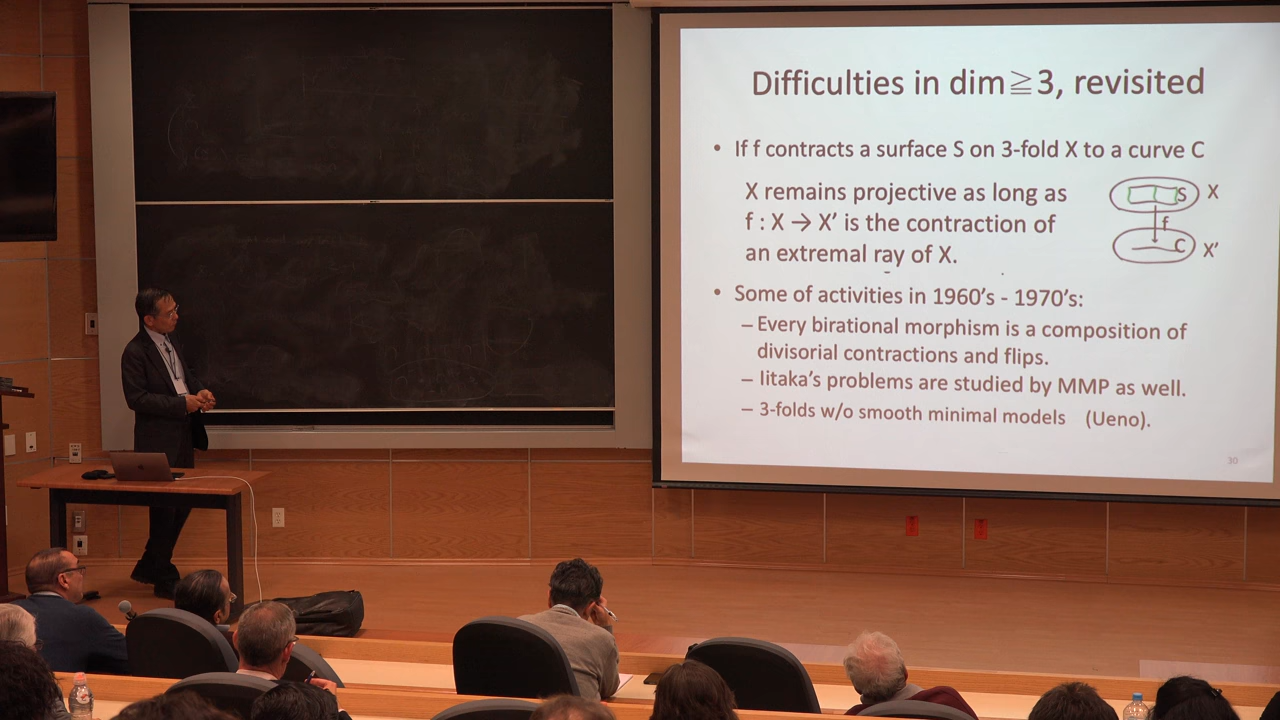 Difficulties in dim≧3, revisited
• If f contracts a surface S on 3-fold X to a curve C
X remains projective as long as
f : X → X’ is the contraction of
an extremal ray of X.
S X
f
C X’
• Some of activities in 1960’s - 1970’s:
– Every birational morphism is a composition of
divisorial contractions and flips.
– Iitaka’s problems are studied by MMP as well.
– 3-folds w/o smooth minimal models (Ueno).
30